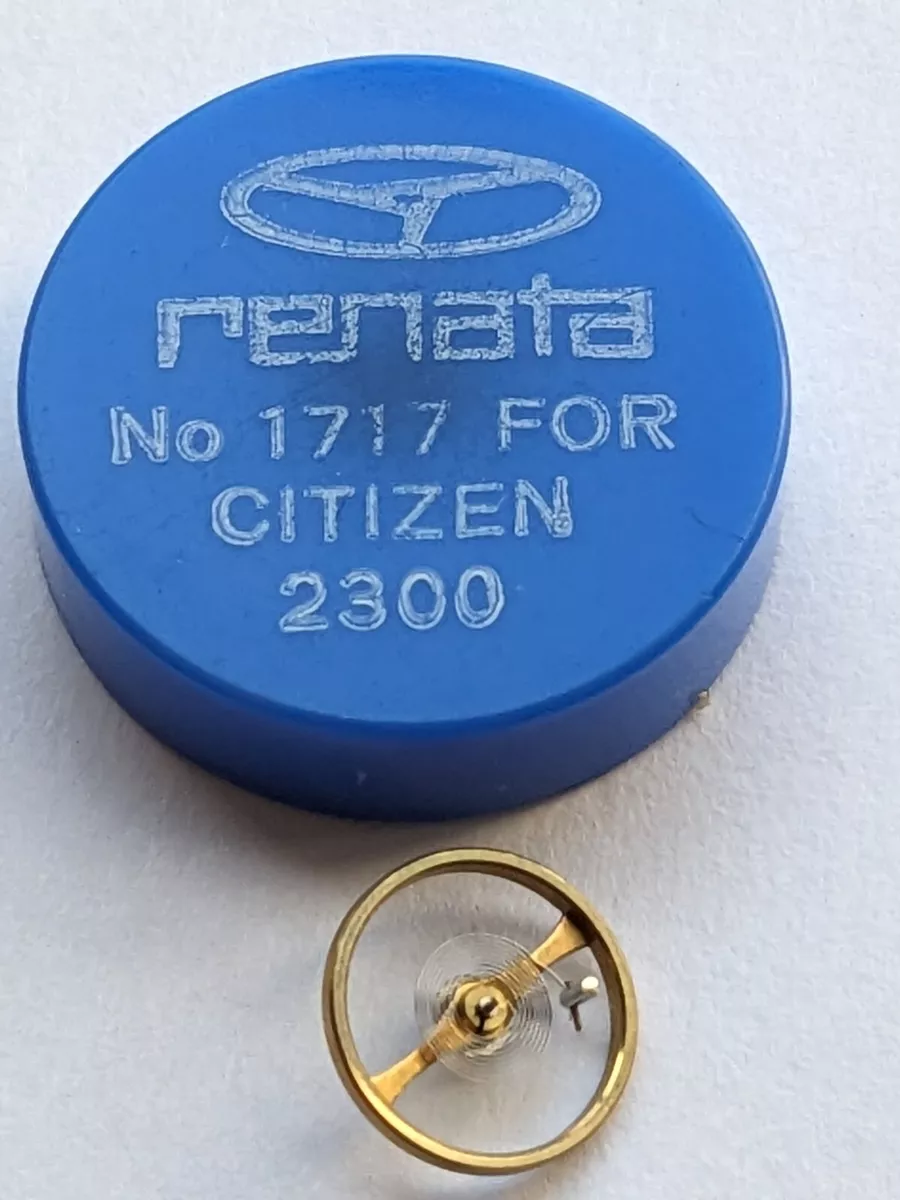 renata
No 1717 FOR
CITIZEN
2300